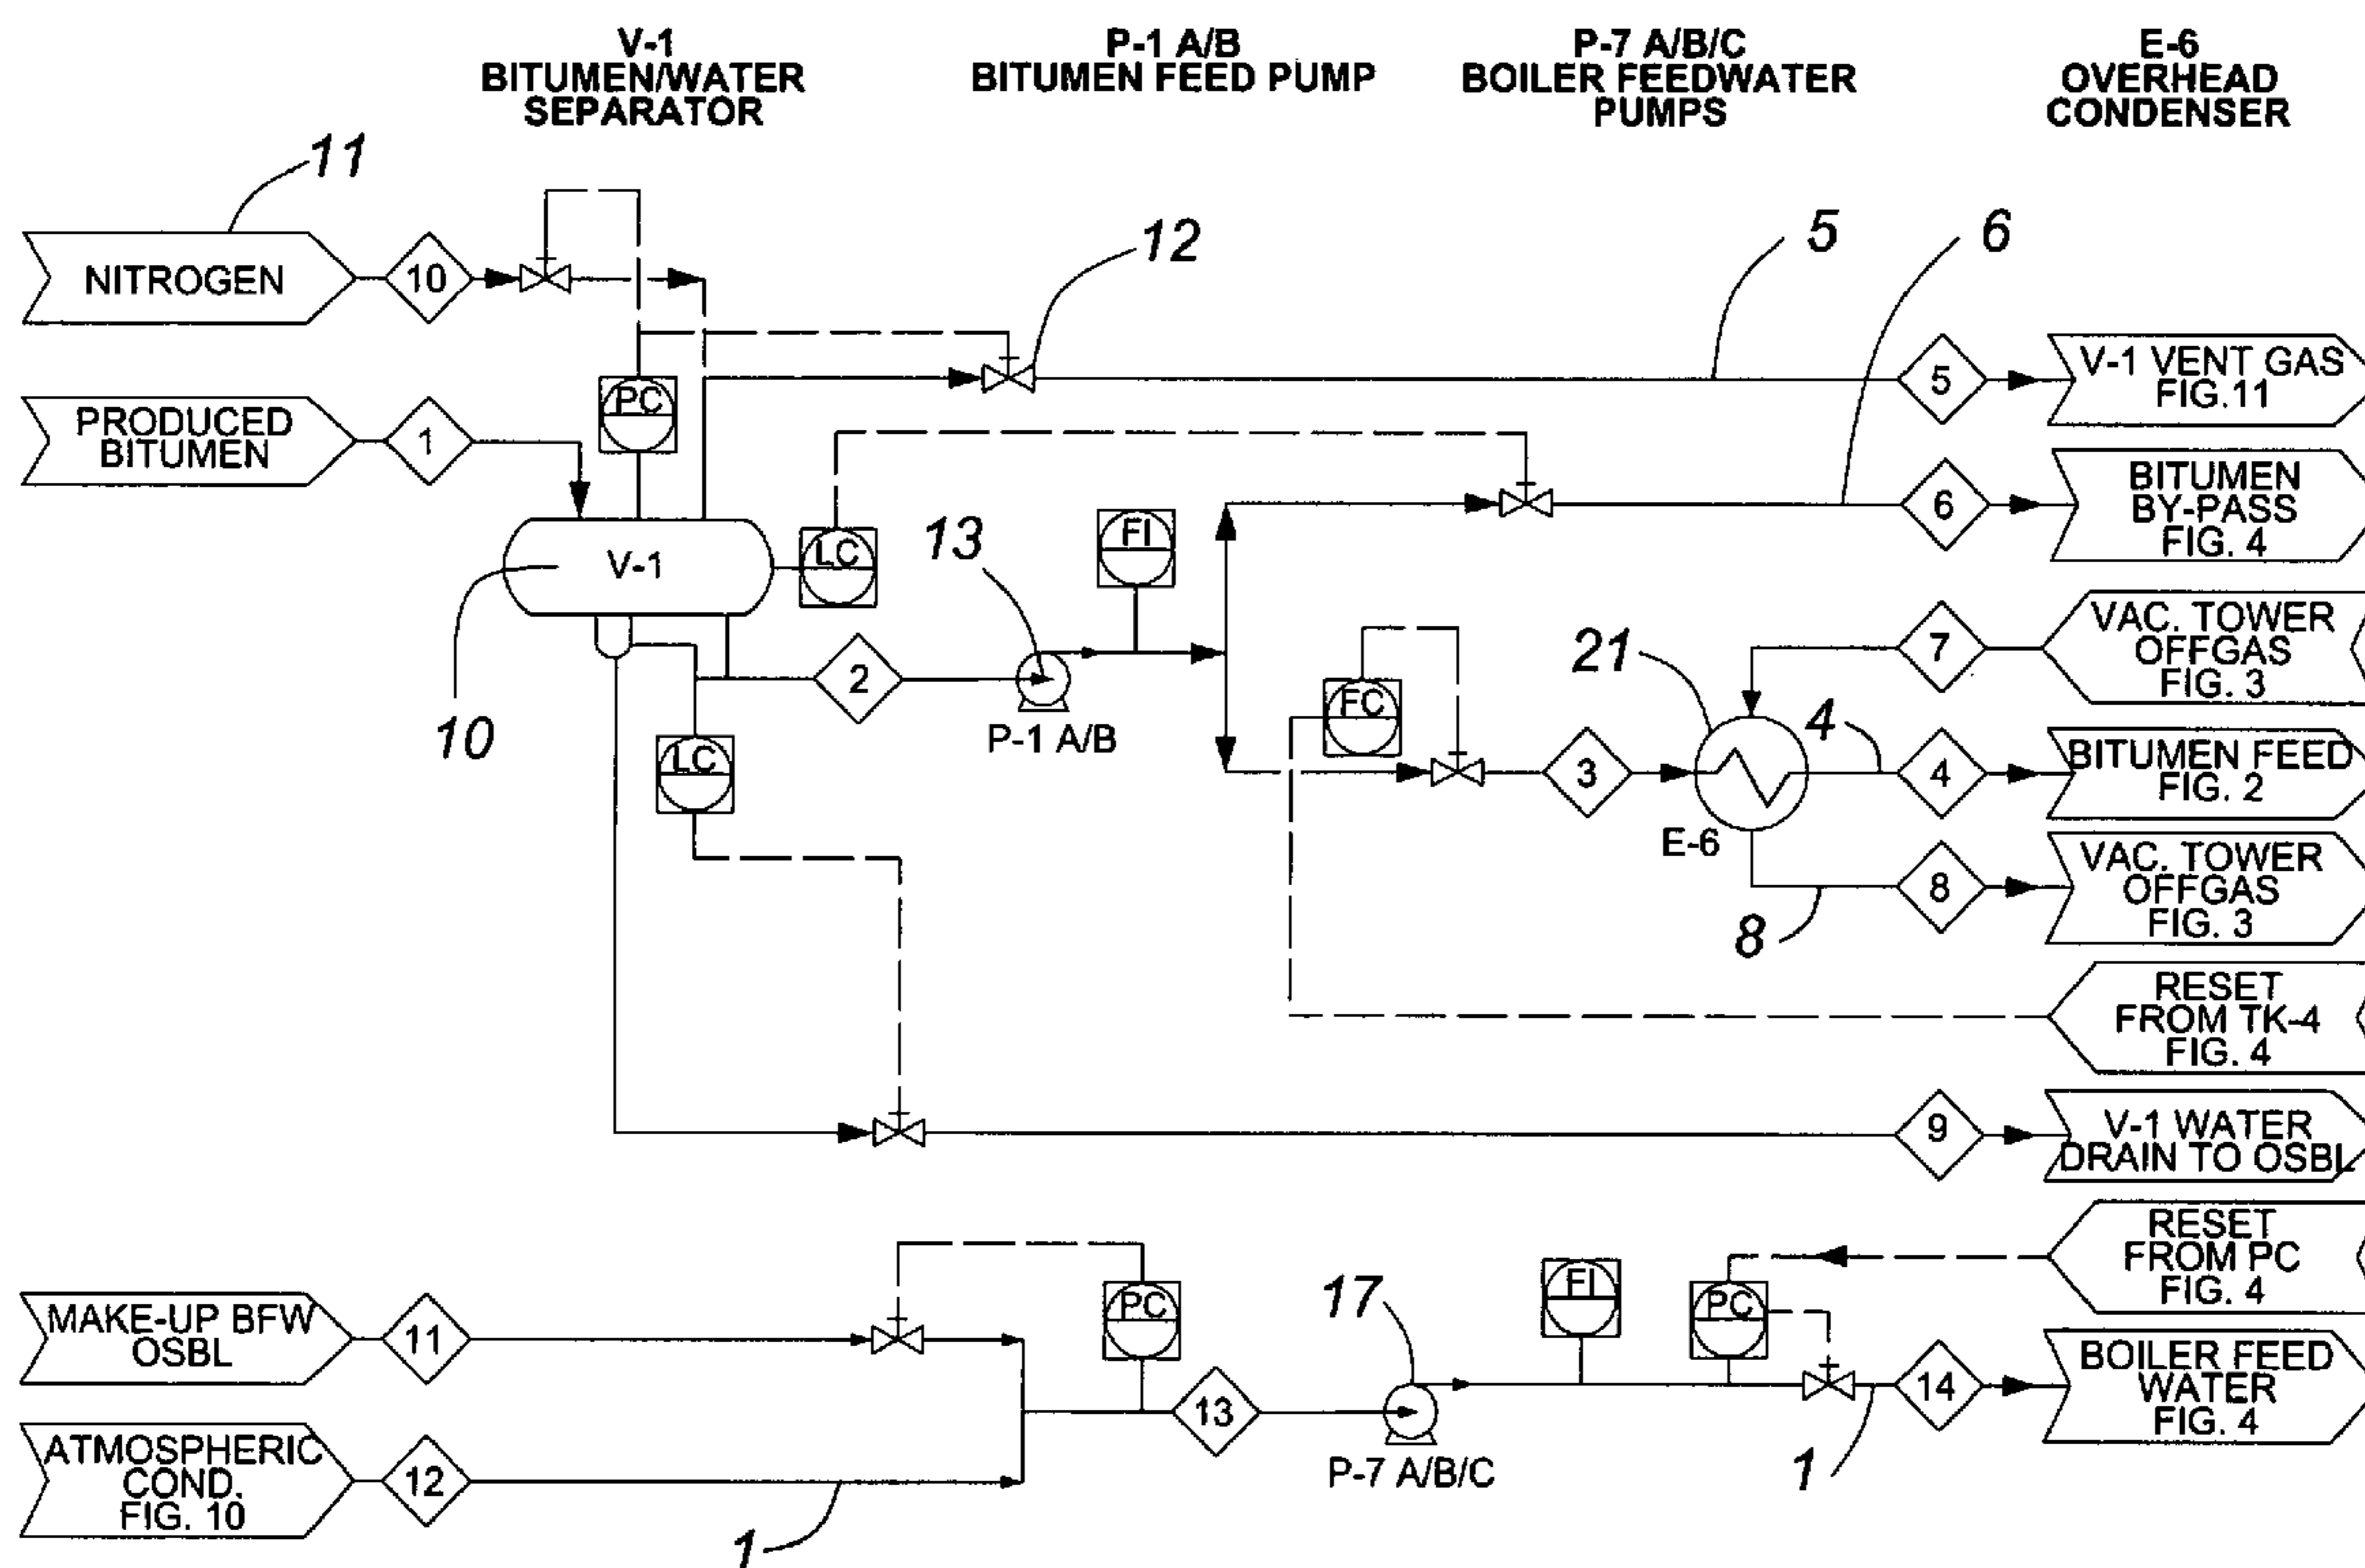 V-1
BITUMEN/WATER
SEPARATOR
P-1 A/B
BITUMEN FEED PUMP
P-7 A/B/C
BOILER FEEDWATER
PUMPS
E-6
OVERHEAD
CONDENSER
11
NITROGEN
10
12
5
6
5
V-1 VENT GAS
FIG.11
PRODUCED
BITUMEN
1
PC
6
BITUMEN
BY-PASS
FIG. 4
V-1
LC
13
FI
10
2
P-1 A/B
LC
FC
3
21
E-6
7
VAC. TOWER
OFFGAS
FIG. 3
4
4
BITUMEN FEED
FIG. 2
8
8
VAC. TOWER
OFFGAS
FIG. 3
RESET
FROM TK-4
FIG. 4
9
V-1 WATER
DRAIN TO OSBL
RESET
FROM PC
FIG. 4
MAKE-UP BFW
OSBL
11
PC
17
FI
PC
13
P-7 A/B/C
14
1
BOILER FEED
WATER
FIG. 4
ATMOSPHERIC
COND.
FIG. 10
12
1